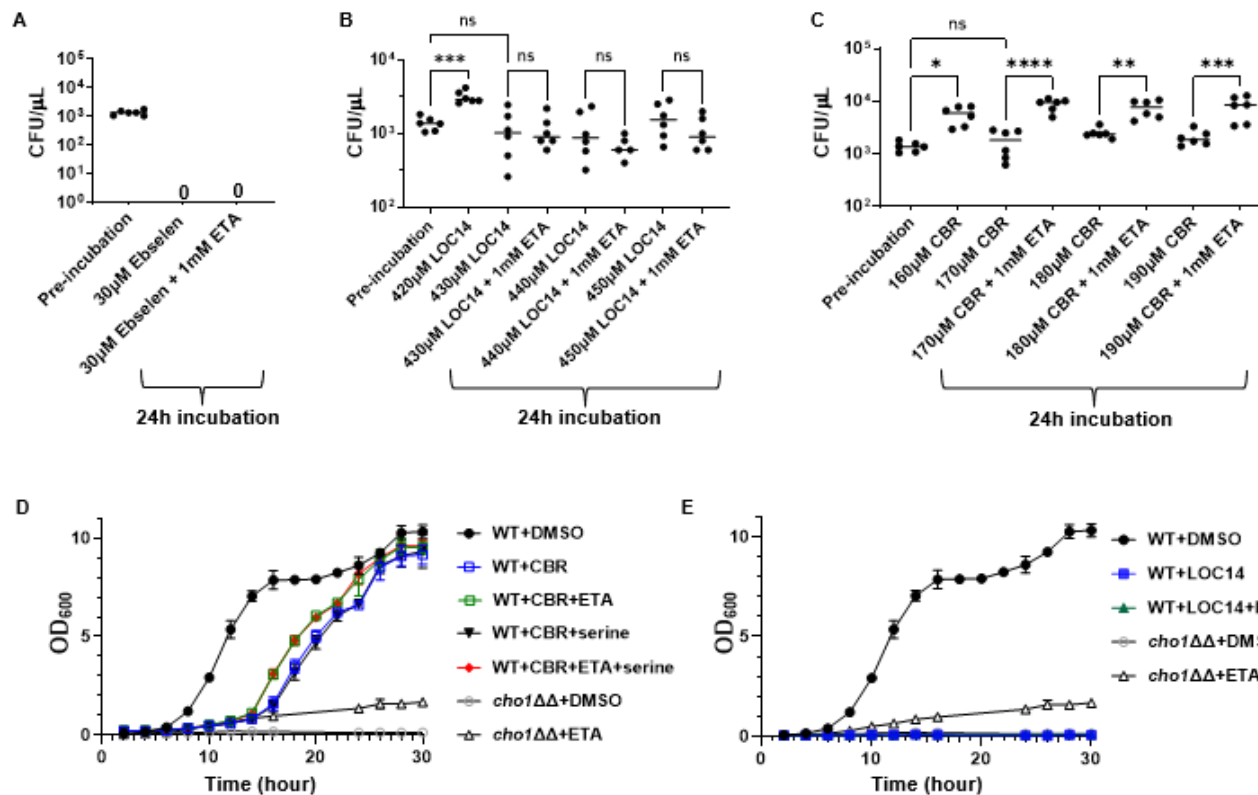 A
CFU/µL
10⁵
10⁴
10³
10²
10¹
10⁰
0
0
Pre-incubation
30µM Ebselen
30µM Ebselen + 1mM ETA
24h incubation
B
CFU/µL
10⁴
10³
10²
ns
***
ns
ns
ns
Pre-incubation
420µM LOC14
430µM LOC14
430µM LOC14 + 1mM ETA
440µM LOC14
440µM LOC14 + 1mM ETA
450µM LOC14
450µM LOC14 + 1mM ETA
24h incubation
C
CFU/µL
10⁵
10⁴
10³
10²
ns
*
****
**
***
Pre-incubation
160µM CBR
170µM CBR
170µM CBR + 1mM ETA
180µM CBR
180µM CBR + 1mM ETA
190µM CBR
190µM CBR + 1mM ETA
24h incubation
D
OD₆₀₀
10
5
0
0
10
20
30
Time (hour)
WT+DMSO
WT+CBR
WT+CBR+ETA
WT+CBR+serine
WT+CBR+ETA+serine
cho1ΔΔ+DMSO
cho1ΔΔ+ETA
E
OD₆₀₀
10
5
0
0
10
20
30
Time (hour)
WT+DMSO
WT+LOC14
WT+LOC14+
cho1ΔΔ+DM
cho1ΔΔ+ETA